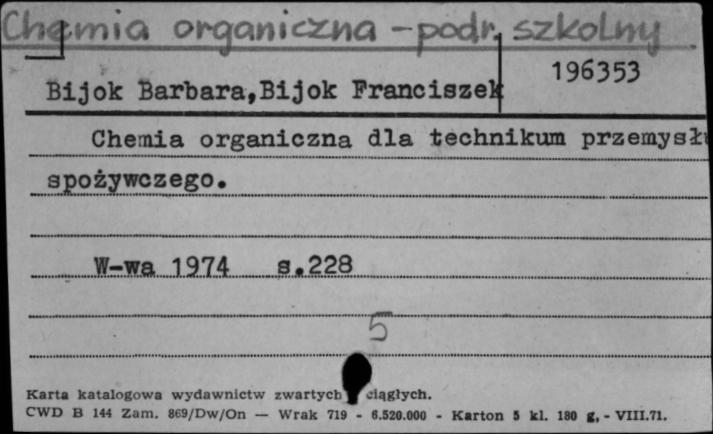 Chemia organiczna - podr. szkolny
196353
Bijok Barbara, Bijok Franciszek
Chemia organiczna dla technikum przemysłu
spożywczego.
W-wa 1974 s.228
5
Karta katalogowa wydawnictw zwartych ciągłych.
CWD B 144 Zam. 869/Dw/On — Wrak 719 - 6.520.000 - Karton 5 kl. 180 g, - VIII.71.